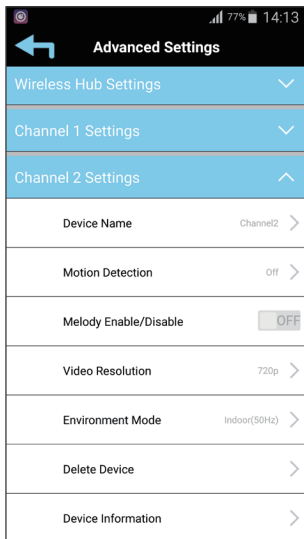 77% 14:13
Advanced Settings
Wireless Hub Settings
Channel 1 Settings
Channel 2 Settings
Device Name Channel2
Motion Detection Off
Melody Enable/Disable OFF
Video Resolution 720p
Environment Mode Indoor(50Hz)
Delete Device
Device Information